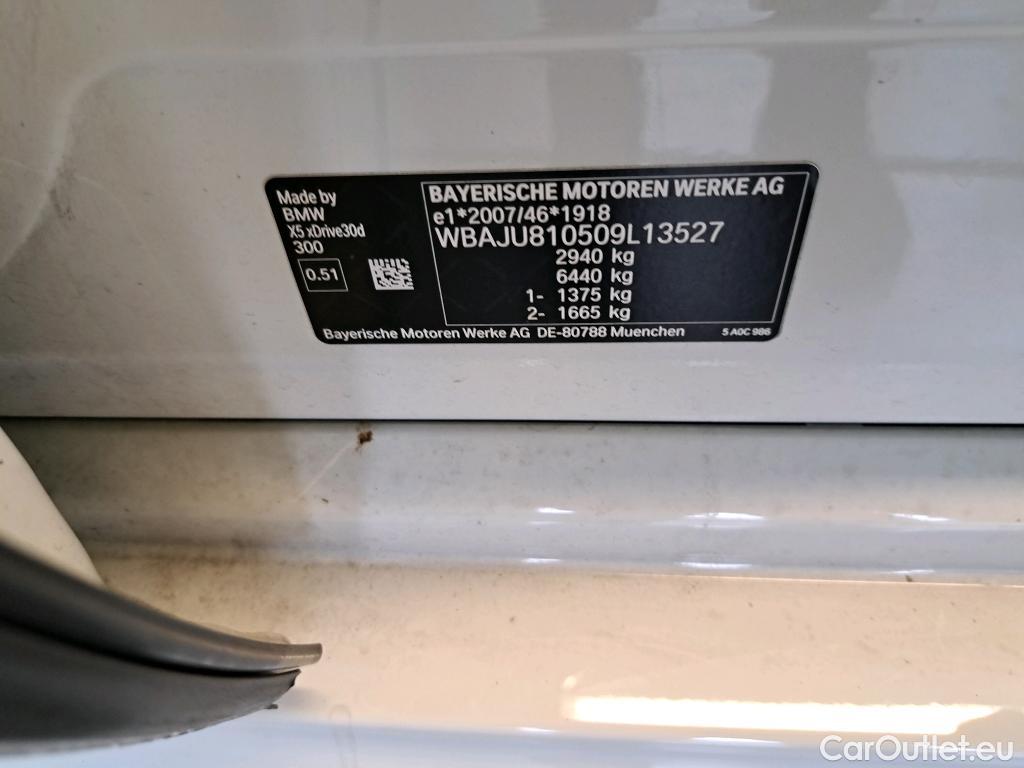 Made by
BMW
X5 xDrive30d
300
0.51
BAYERISCHE MOTOREN WERKE AG
e1*2007/46*1918
WBAJU810509L13527
2940 kg
6440 kg
1- 1375 kg
2- 1665 kg
Bayerische Motoren Werke AG DE-80788 Muenchen
5 A0C 986
CarOutlet.eu